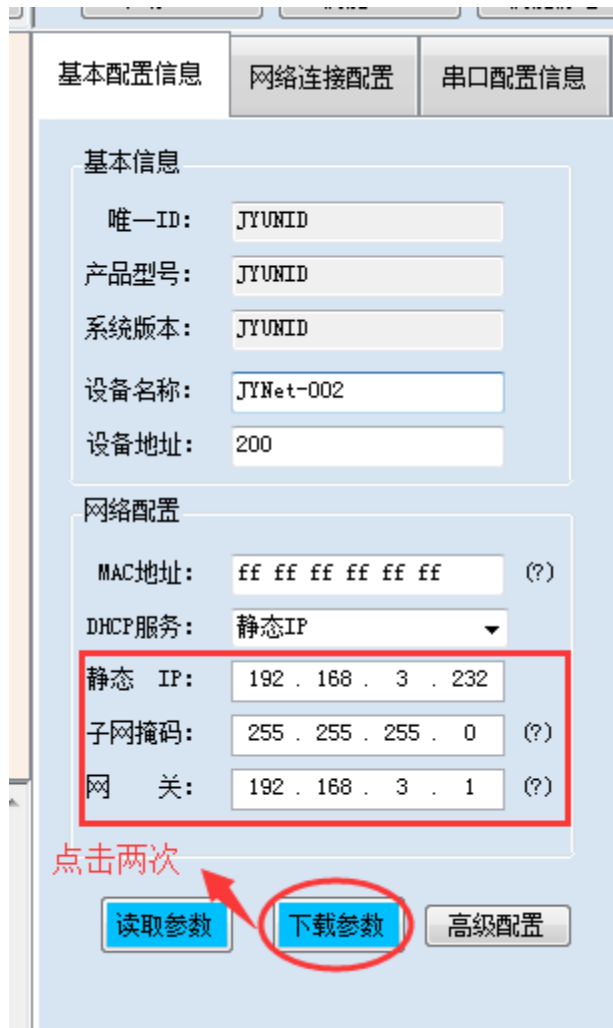 基本配置信息 网络连接配置 串口配置信息
基本信息
唯一ID: JYUNID
产品型号: JYUNID
系统版本: JYUNID
设备名称: JYNet-002
设备地址: 200
网络配置
MAC地址: ff ff ff ff ff ff (?)
DHCP服务: 静态IP
静态 IP: 192 . 168 . 3 . 232
子网掩码: 255 . 255 . 255 . 0 (?)
网 关: 192 . 168 . 3 . 1 (?)
点击两次
读取参数 下载参数 高级配置